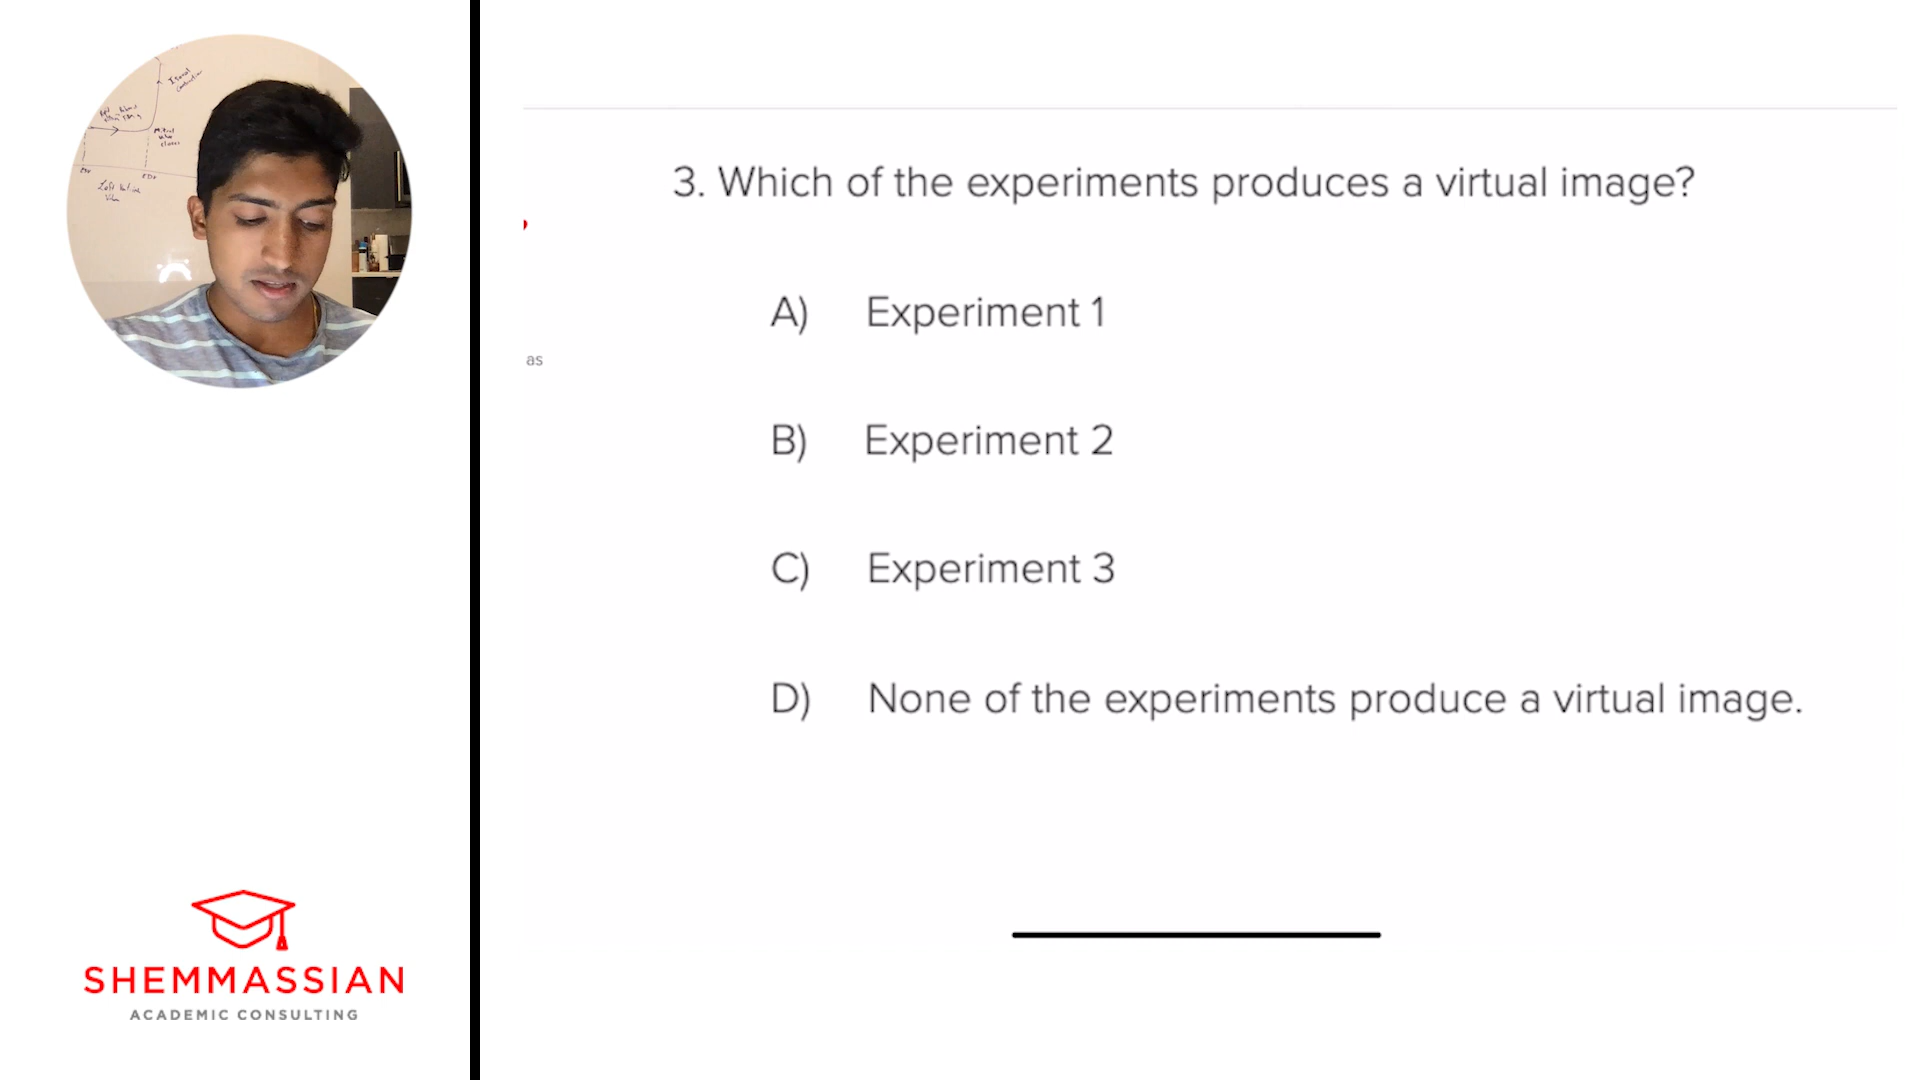 3. Which of the experiments produces a virtual image?
A) Experiment 1
as
B) Experiment 2
C) Experiment 3
D) None of the experiments produce a virtual image.
SHEMMASSIAN
ACADEMIC CONSULTING